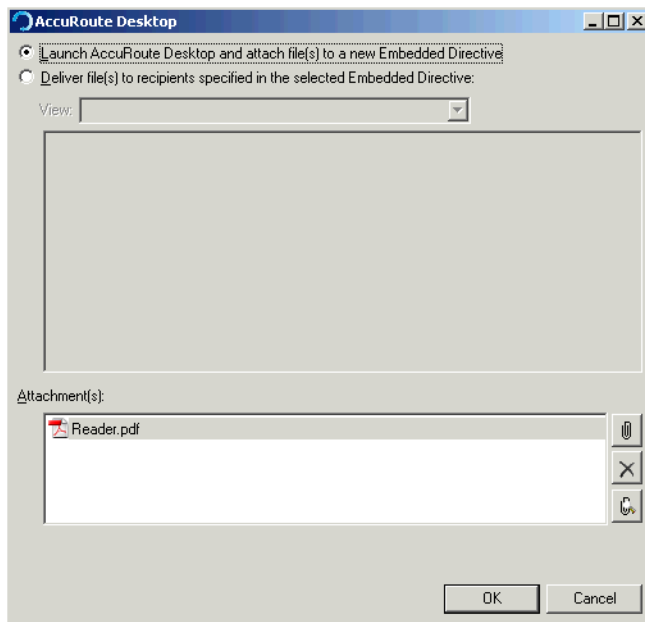 AccuRoute Desktop
Launch AccuRoute Desktop and attach file(s) to a new Embedded Directive
Deliver file(s) to recipients specified in the selected Embedded Directive:
View:
Attachment(s):
Reader.pdf
OK
Cancel